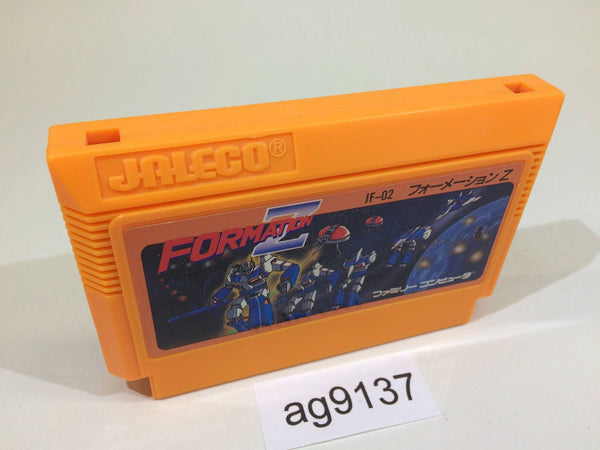 JALECO®
JF-02 フォーメーション Z
FORMATION Z
ファミリー コンピュータ
ag9137